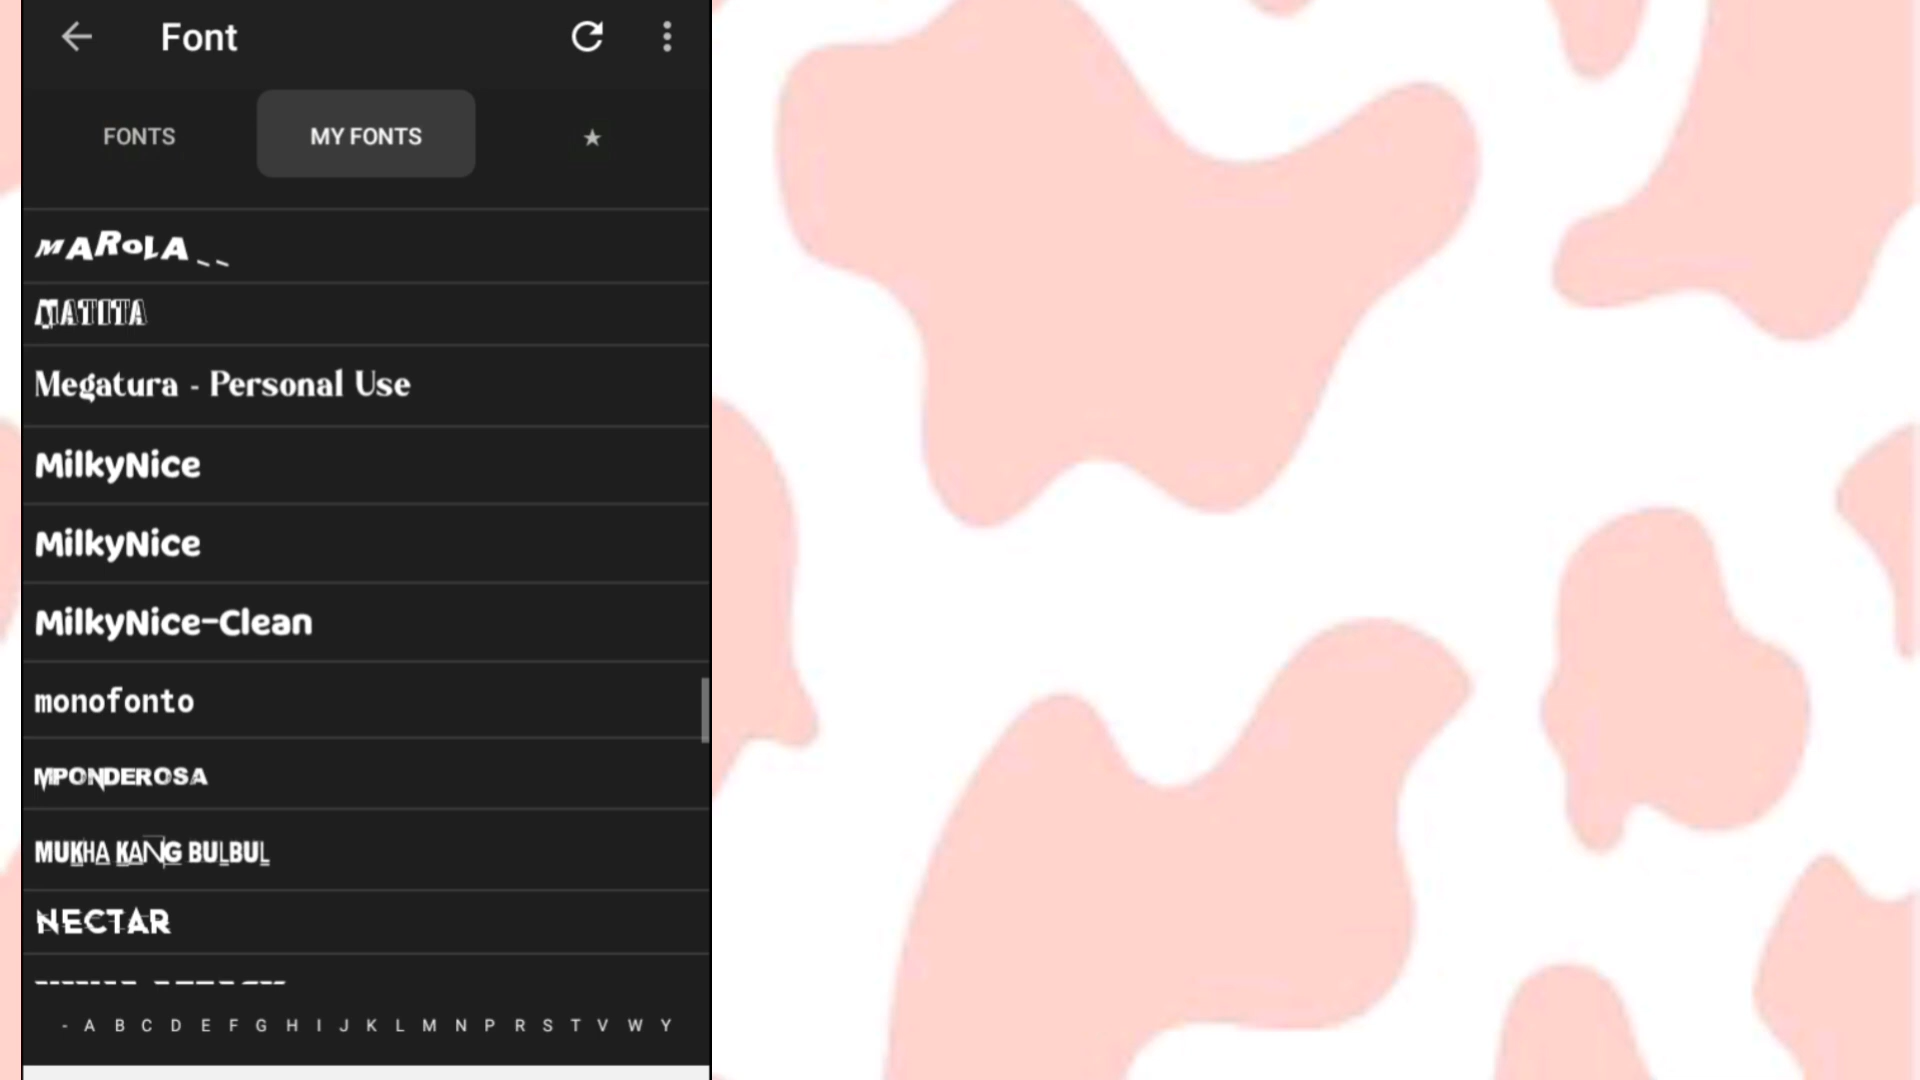 Font
FONTS MY FONTS ★
MAROLA
MATITA
Megatura - Personal Use
MilkyNice
MilkyNice
MilkyNice-Clean
monofonto
MPONDEROSA
MUKHA KANG BULBUL
NECTAR
- A B C D E F G H I J K L M N P R S T V W Y